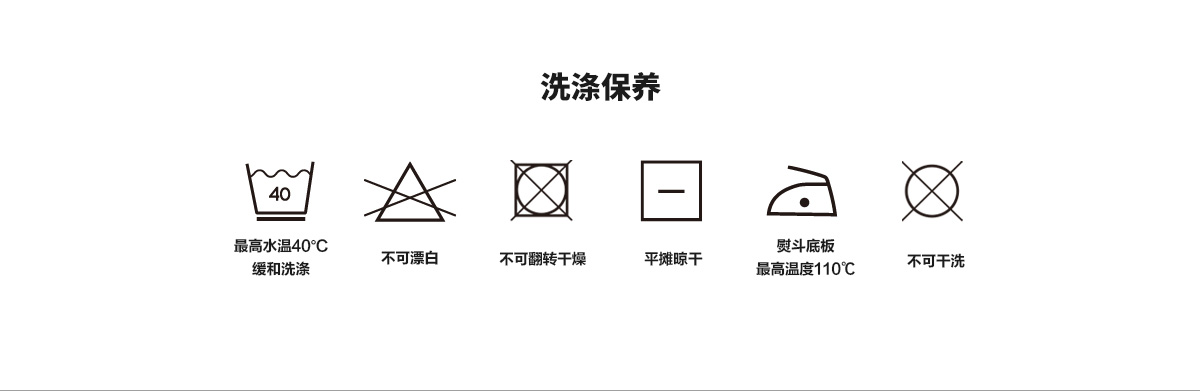 洗涤保养
40
最高水温40℃
缓和洗涤
不可漂白
不可翻转干燥
平摊晾干
熨斗底板
最高温度110℃
不可干洗